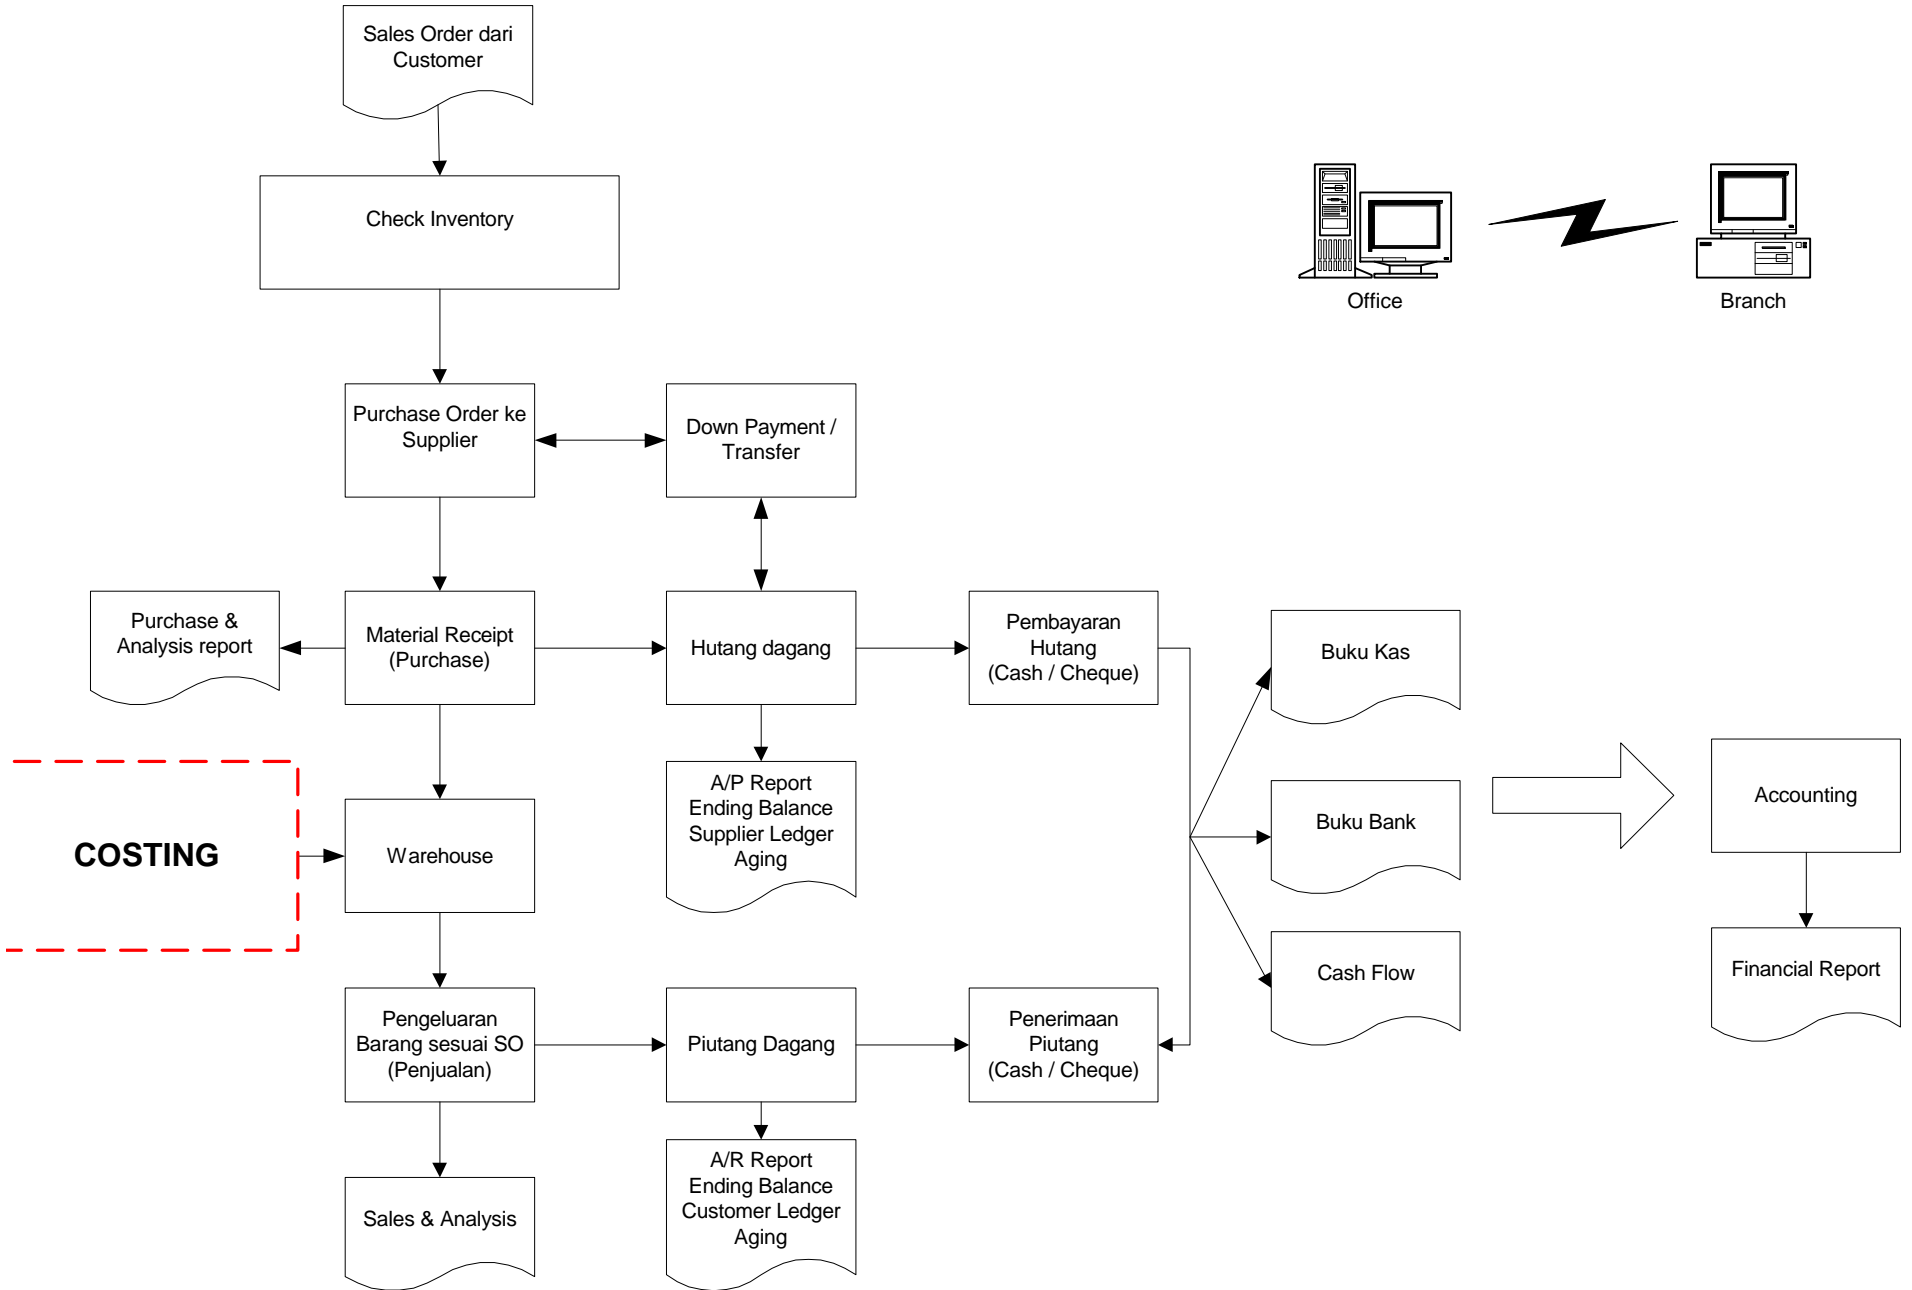 Sales Order dari
Customer
Check Inventory
Office
Branch
Purchase Order ke
Supplier
Down Payment /
Transfer
Purchase &
Analysis report
Material Receipt
(Purchase)
Hutang dagang
Pembayaran
Hutang
(Cash / Cheque)
Buku Kas
A/P Report
Ending Balance
Supplier Ledger
Aging
COSTING
Warehouse
Buku Bank
Accounting
Pengeluaran
Barang sesuai SO
(Penjualan)
Piutang Dagang
Penerimaan
Piutang
(Cash / Cheque)
Cash Flow
Financial Report
Sales & Analysis
A/R Report
Ending Balance
Customer Ledger
Aging